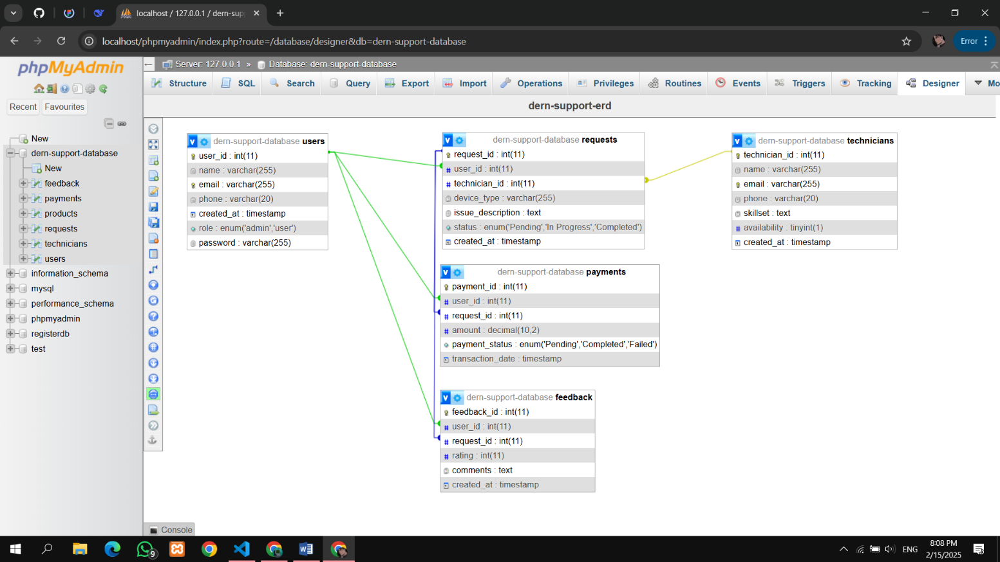 localhost / 127.0.0.1 / dern-sup
localhost/phpmyadmin/index.php?route=/database/designer&db=dern-support-database
Error
phpMyAdmin
Recent
Favourites
New
dern-support-database
New
feedback
payments
products
requests
technicians
users
information_schema
mysql
performance_schema
phpmyadmin
registerdb
test
Server: 127.0.0.1 » Database: dern-support-database
Structure
SQL
Search
Query
Export
Import
Operations
Privileges
Routines
Events
Triggers
Tracking
Designer
Mo
dern-support-erd
dern-support-database users
user_id : int(11)
name : varchar(255)
email : varchar(255)
phone : varchar(20)
created_at : timestamp
role : enum('admin','user')
password : varchar(255)
dern-support-database requests
request_id : int(11)
user_id : int(11)
technician_id : int(11)
device_type : varchar(255)
issue_description : text
status : enum('Pending','In Progress','Completed')
created_at : timestamp
dern-support-database technicians
technician_id : int(11)
name : varchar(255)
email : varchar(255)
phone : varchar(20)
skillset : text
availability : tinyint(1)
created_at : timestamp
dern-support-database payments
payment_id : int(11)
user_id : int(11)
request_id : int(11)
amount : decimal(10,2)
payment_status : enum('Pending','Completed','Failed')
transaction_date : timestamp
dern-support-database feedback
feedback_id : int(11)
user_id : int(11)
request_id : int(11)
rating : int(11)
comments : text
created_at : timestamp
Console
9
ENG
8:08 PM
2/15/2025